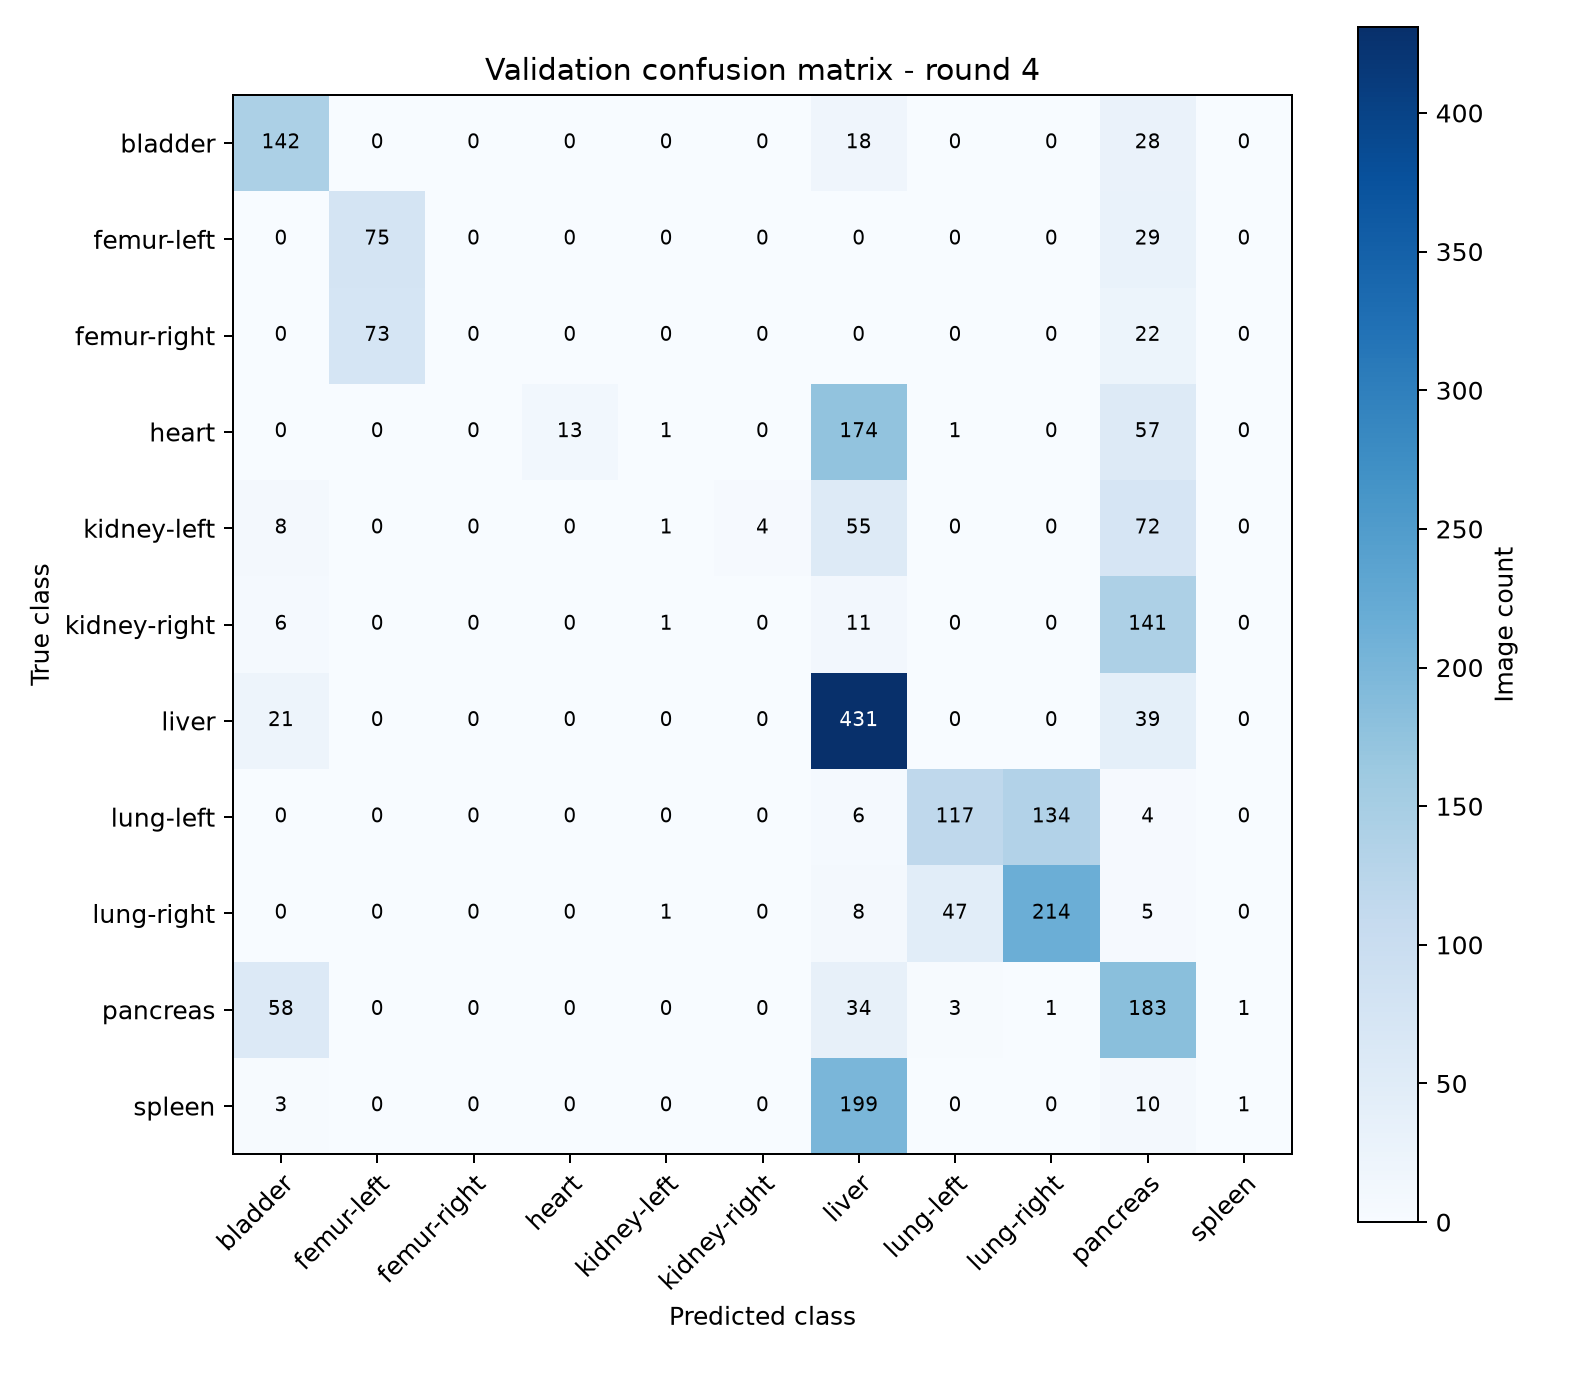 Validation confusion matrix - round 4
bladder 142 0 0 0 0 0 18 0 0 28 0
femur-left 0 75 0 0 0 0 0 0 0 29 0
femur-right 0 73 0 0 0 0 0 0 0 22 0
heart 0 0 0 13 1 0 174 1 0 57 0
kidney-left 8 0 0 0 1 4 55 0 0 72 0
kidney-right 6 0 0 0 1 0 11 0 0 141 0
liver 21 0 0 0 0 0 431 0 0 39 0
lung-left 0 0 0 0 0 0 6 117 134 4 0
lung-right 0 0 0 0 1 0 8 47 214 5 0
pancreas 58 0 0 0 0 0 34 3 1 183 1
spleen 3 0 0 0 0 0 199 0 0 10 1
bladder femur-left femur-right heart kidney-left kidney-right liver lung-left lung-right pancreas spleen
Predicted class
True class
400
350
300
250
200
150
100
50
0
Image count